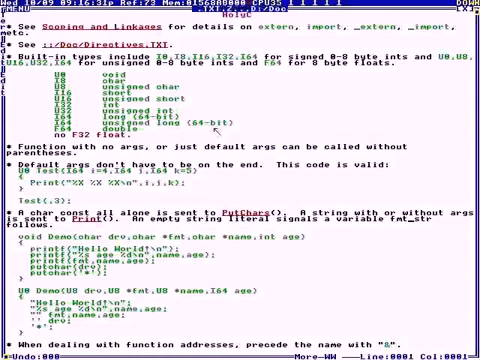 Wed 10/09 09:16:31p Refresh:73 Mem:01568A0000 CPU35 1 1 1 1 1
MENU .TXT.Z...D:/Doc [X]
HolyC
* See Scoping and Linkages for details on extern, import, _extern, _import,
etc.
* See ::/Doc/Directives.TXT.
* Built-in types include I0,I8,I16,I32,I64 for signed 0-8 byte ints and U0,U8,
U16,U32,U64 for unsigned 0-8 byte ints and F64 for 8 byte floats.
U0 void
I8 char
U8 unsigned char
I16 short
U16 unsigned short
I32 int
U32 unsigned int
I64 long (64-bit)
U64 unsigned long (64-bit)
F64 double
no F32 float.
* Function with no args, or just default args can be called without
parentheses.
* Default args don't have to be on the end. This code is valid:
U0 Test(I64 i=4,I64 j,I64 k=5)
{
Print("%X %X %X\n",i,j,k);
}
Test(,3);
* A char const all alone is sent to PutChars(). A string with or without args
is sent to Print(). An empty string literal signals a variable fmt_str
follows.
void Demo(char drv,char *fmt,char *name,int age)
{
printf("Hello World!\n");
printf("%s age %d\n",name,age);
printf(fmt,name,age);
putchar(drv);
putchar('*');
}
U0 Demo(U8 drv,U8 *fmt,U8 *name,I64 age)
{
"Hello World!\n";
"%s age %d\n",name,age;
"" fmt,name,age;
'' drv;
'*';
}
* When dealing with function addresses, precede the name with "&".
Undo:000 More-WW Line:0001 Col:0001